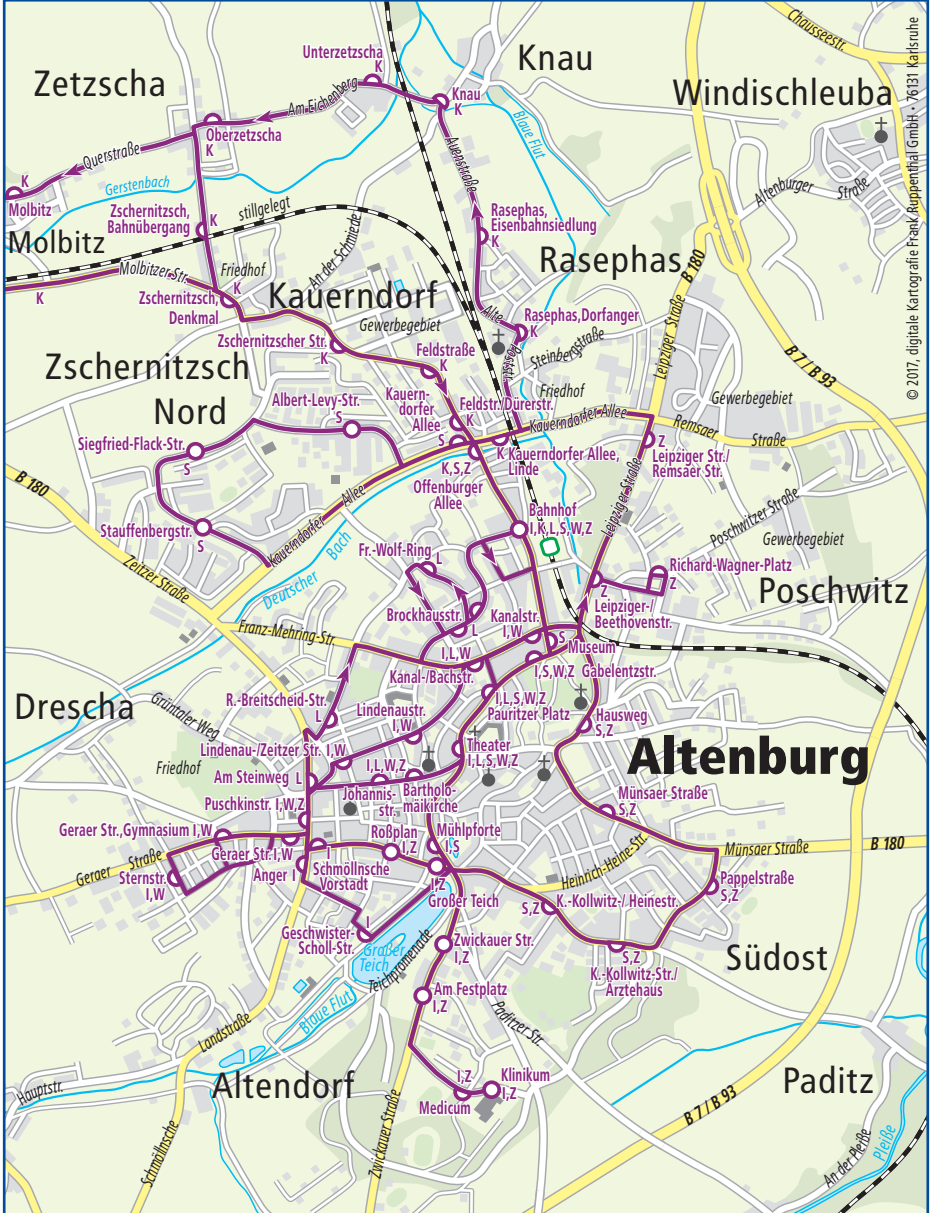 Chausseestr.
Unterzetzscha
K
Knau
Windischleuba
Zetzscha
Knau
K
Am Eichenberg
Oberzetzscha
K
Querstraße
Blaue Flut
Auenstraße
K
Molbitz
Gerstenbach
Altenburger
Straße
Zschernitzsch,
Bahnübergang
K
stillgelegt
Rasephas,
Eisenbahnsiedlung
K
Molbitz
An der Schmiede
Rasephas
B 180
Molbitzer Str.
Friedhof
K
K
Zschernitzsch,
Denkmal
Kauerndorf
Gewerbegebiet
Alte
Poststr.
Rasephas,Dorfanger
K
Leipziger Straße
Zschernitzscher Str.
K
Steinbergstraße
B 7 / B 93
Zschernitzsch
Feldstraße
K
Nord
Albert-Levy-Str.
S
Kauern-
dorfer
Allee
Feldstr./Dürerstr.
K
S
Friedhof
Gewerbegebiet
Kauerndorfer Allee
Remsaer
Straße
Siegfried-Flack-Str.
S
K Kauerndorfer Allee,
Linde
Z
Leipziger Str./
Remsaer Str.
K,S,Z
Offenburger
Allee
B 180
Kauerndorfer
Allee
Leipziger Straße
Poschwitzer Straße
Stauffenbergstr.
S
Bahnhof
I,K,L,S,W,Z
Gewerbegebiet
Zeitzer Straße
Deutscher
Bach
Fr.-Wolf-Ring
L
Richard-Wagner-Platz
Z
Poschwitz
Brockhausstr.
L
Kanalstr.
I,W
Z
Leipziger-/
Beethovenstr.
Franz-Mehring-Str.
S
Museum
I,L,W
Kanal-/Bachstr.
I,S,W,Z
Gabelentzstr.
Drescha
Grüntaler Weg
R.-Breitscheid-Str.
L
Lindenaustr.
I,W
I,L,S,W,Z
Pauritzer Platz
Hausweg
S,Z
Lindenau-/Zeitzer Str. I,W
Theater
I,L,S,W,Z
Altenburg
Friedhof
Am Steinweg L
I,L,W,Z
Johannis-
str.
Bartholo-
mäikirche
Puschkinstr. I,W,Z
Münsaer Straße
S,Z
Geraer Str.,Gymnasium I,W
Roßplan
I,Z
Mühlpforte
I,S
Münsaer Straße
B 180
Geraer Straße
Geraer Str.I,W
I
Schmöllnsche
Vorstadt
Heinrich-Heine-Str.
Sternstr.
I,W
Anger I
I,Z
Großer Teich
Pappelstraße
S,Z
S,Z
K.-Kollwitz-/ Heinestr.
Geschwister-
Scholl-Str.
I
Großer
Teich
Teichpromenade
Zwickauer Str.
I,Z
S,Z
K.-Kollwitz-Str./
Ärztehaus
Südost
Am Festplatz
I,Z
Blaue Flut
Landstraße
Paditzer Str.
Hauptstr.
Altendorf
I,Z
Klinikum
I,Z
Medicum
Paditz
Zwickauer Straße
B 7 / B 93
Schmöllnsche
An der Pleiße
Pleiße
© 2017, digitale Kartografie Frank Ruppenthal GmbH • 76131 Karlsruhe